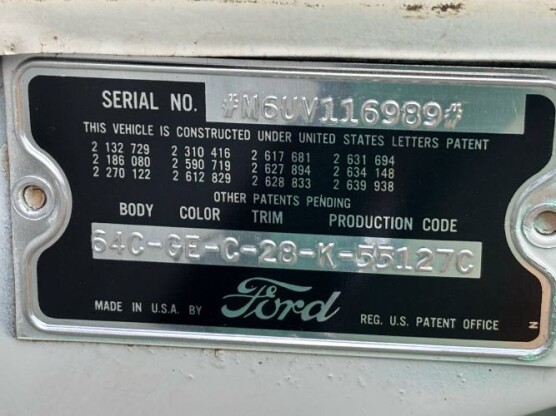 SERIAL NO. #M6UV116989#
THIS VEHICLE IS CONSTRUCTED UNDER UNITED STATES LETTERS PATENT
2 132 729 2 310 416 2 617 681 2 631 694
2 186 080 2 590 719 2 627 894 2 634 148
2 270 122 2 612 829 2 628 833 2 639 938
OTHER PATENTS PENDING
BODY COLOR TRIM PRODUCTION CODE
64C-GE-C-28-K-55127C
MADE IN U.S.A. BY Ford REG. U.S. PATENT OFFICE
N